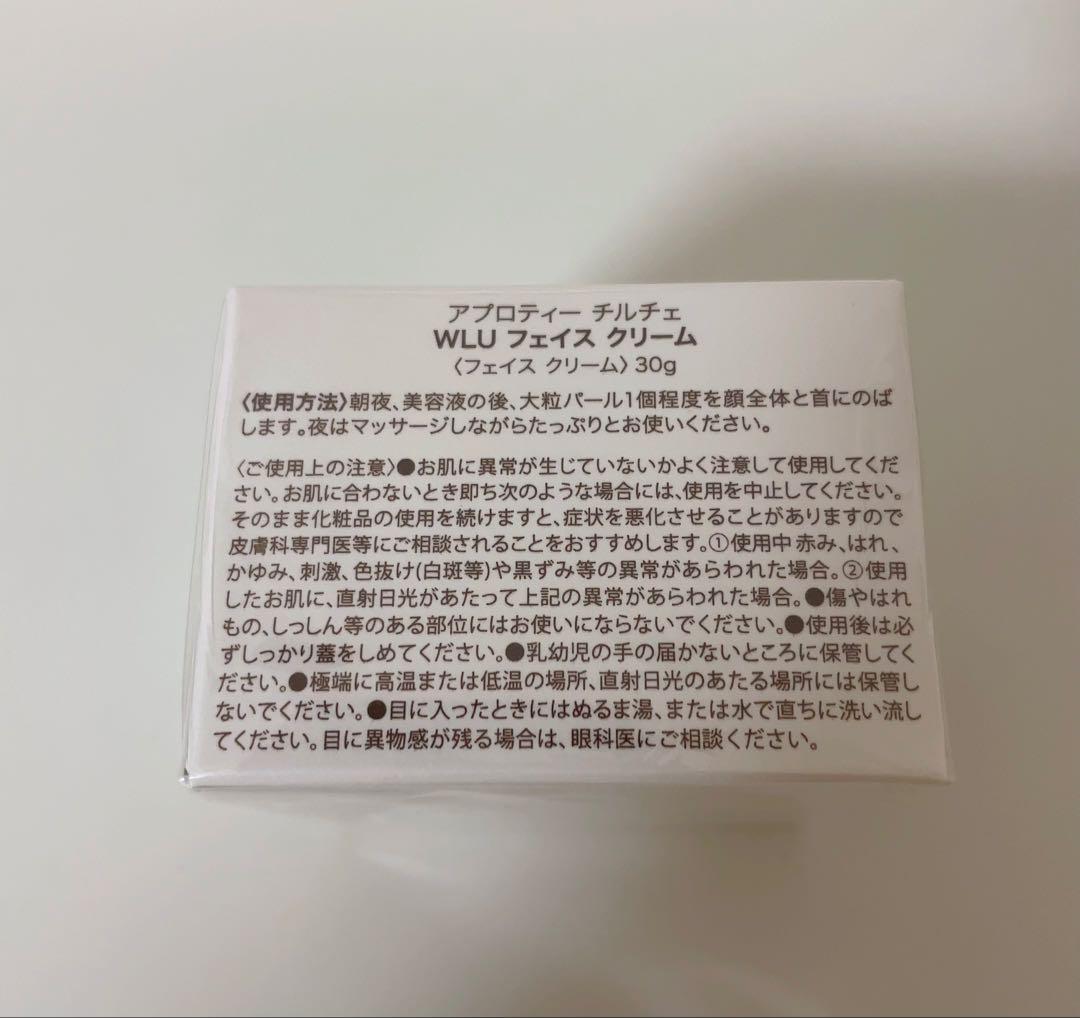 アプロティー チルチェ
WLU フェイス クリーム
〈フェイス クリーム〉30g
〈使用方法〉朝夜、美容液の後、大粒パール1個程度を顔全体と首にのば
します。夜はマッサージしながらたっぷりとお使いください。
〈ご使用上の注意〉●お肌に異常が生じていないかよく注意して使用してくだ
さい。お肌に合わないとき即ち次のような場合には、使用を中止してください。
そのまま化粧品の使用を続けますと、症状を悪化させることがありますので
皮膚科専門医等にご相談されることをおすすめします。①使用中 赤み、はれ、
かゆみ、刺激、色抜け(白斑等)や黒ずみ等の異常があらわれた場合。②使用
したお肌に、直射日光があたって上記の異常があらわれた場合。●傷やはれ
もの、しっしん等のある部位にはお使いにならないでください。●使用後は必
ずしっかり蓋をしめてください。●乳幼児の手の届かないところに保管してく
ださい。●極端に高温または低温の場所、直射日光のあたる場所には保管し
ないでください。●目に入ったときにはぬるま湯、または水で直ちに洗い流し
てください。目に異物感が残る場合は、眼科医にご相談ください。